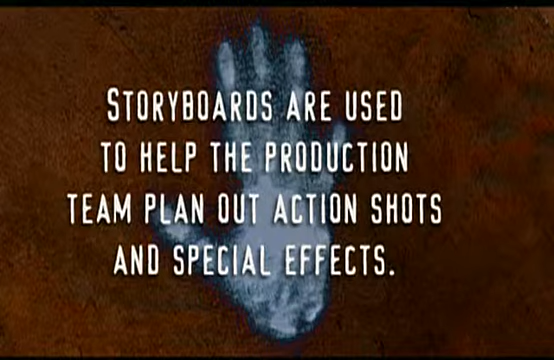 STORYBOARDS ARE USED
TO HELP THE PRODUCTION
TEAM PLAN OUT ACTION SHOTS
AND SPECIAL EFFECTS.